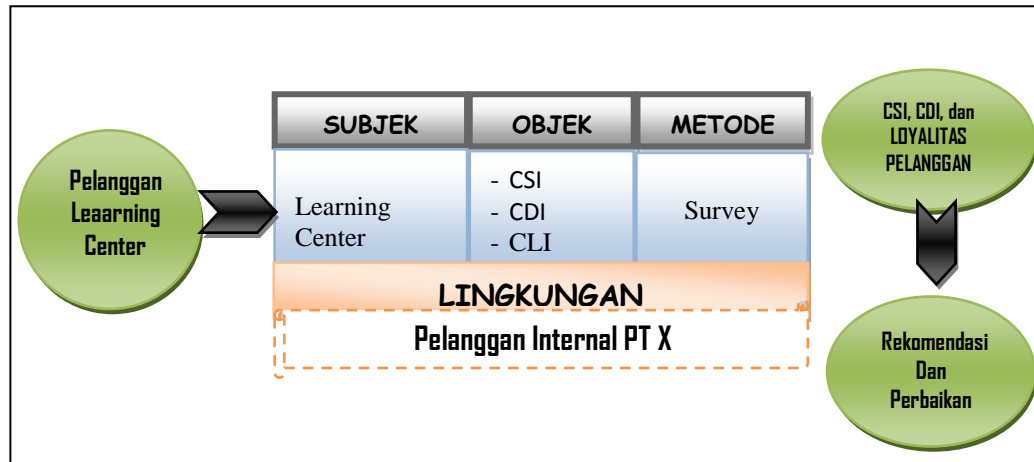 Pelanggan
Leaarning
Center
SUBJEK
OBJEK
METODE
Learning
Center
- CSI
- CDI
- CLI
Survey
LINGKUNGAN
Pelanggan Internal PT X
CSI, CDI, dan
LOYALITAS
PELANGGAN
Rekomendasi
Dan
Perbaikan